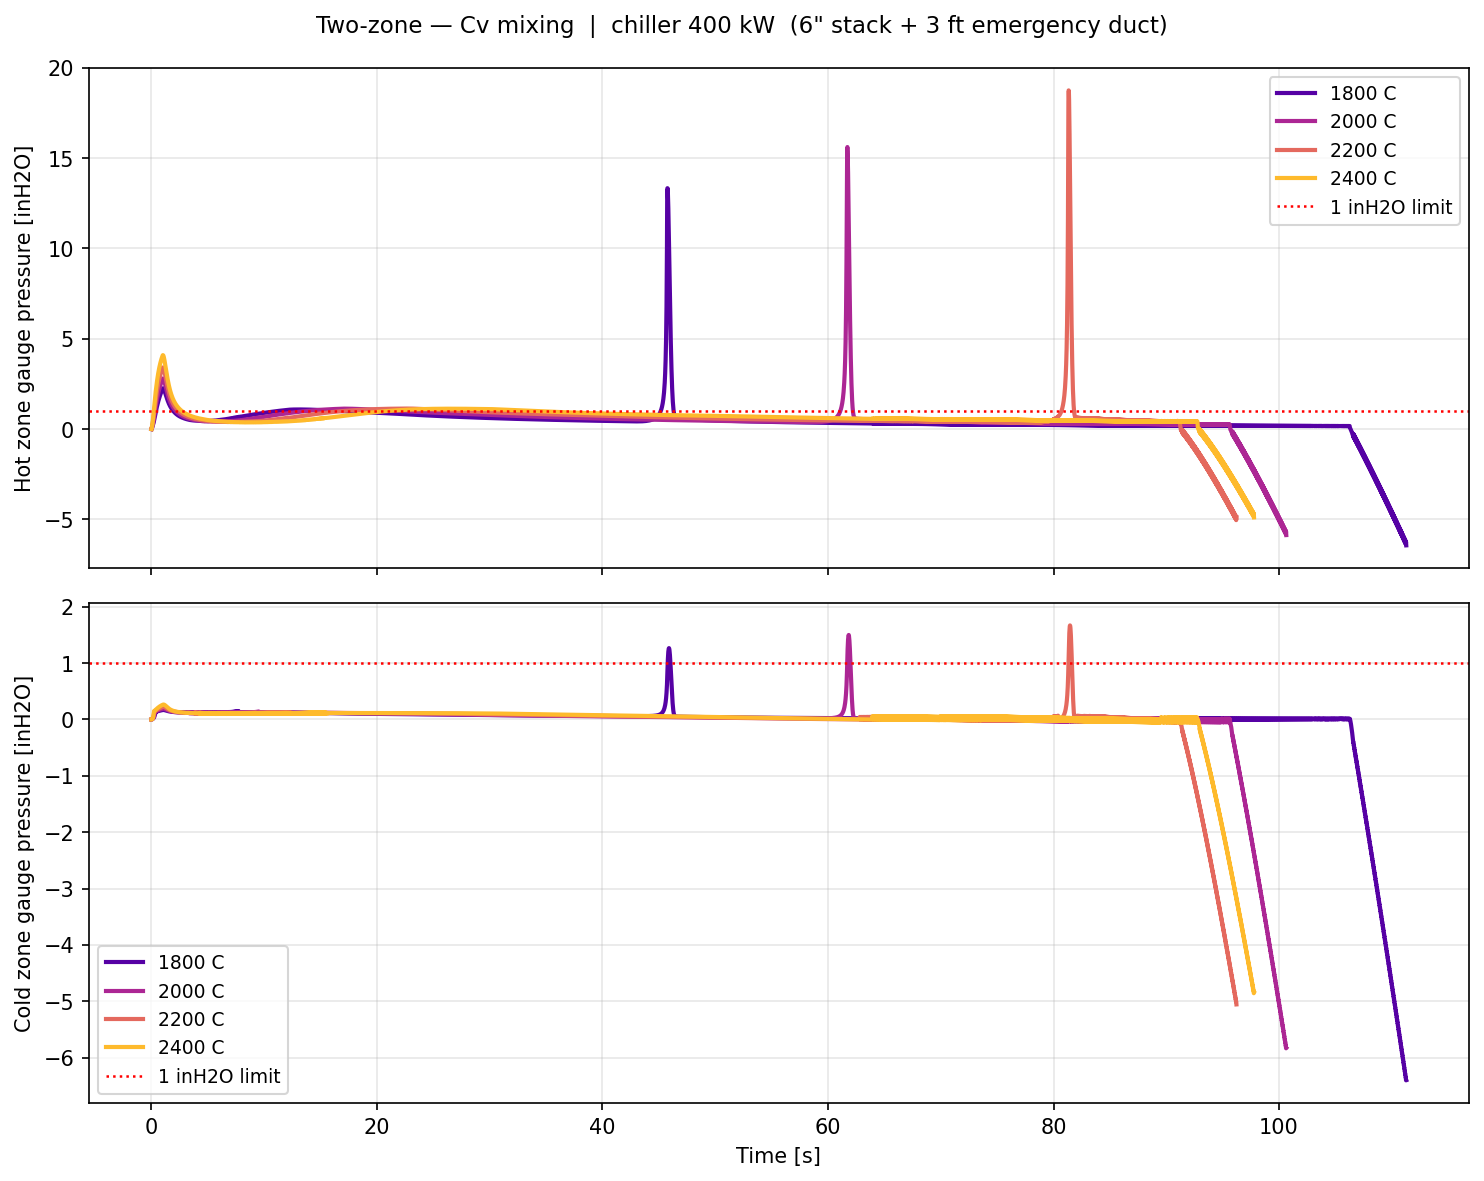 Two-zone — Cv mixing | chiller 400 kW (6" stack + 3 ft emergency duct)
Hot zone gauge pressure [inH2O]
20
15
10
5
0
−5
1800 C
2000 C
2200 C
2400 C
1 inH2O limit
Cold zone gauge pressure [inH2O]
2
1
0
−1
−2
−3
−4
−5
−6
1800 C
2000 C
2200 C
2400 C
1 inH2O limit
0 20 40 60 80 100
Time [s]